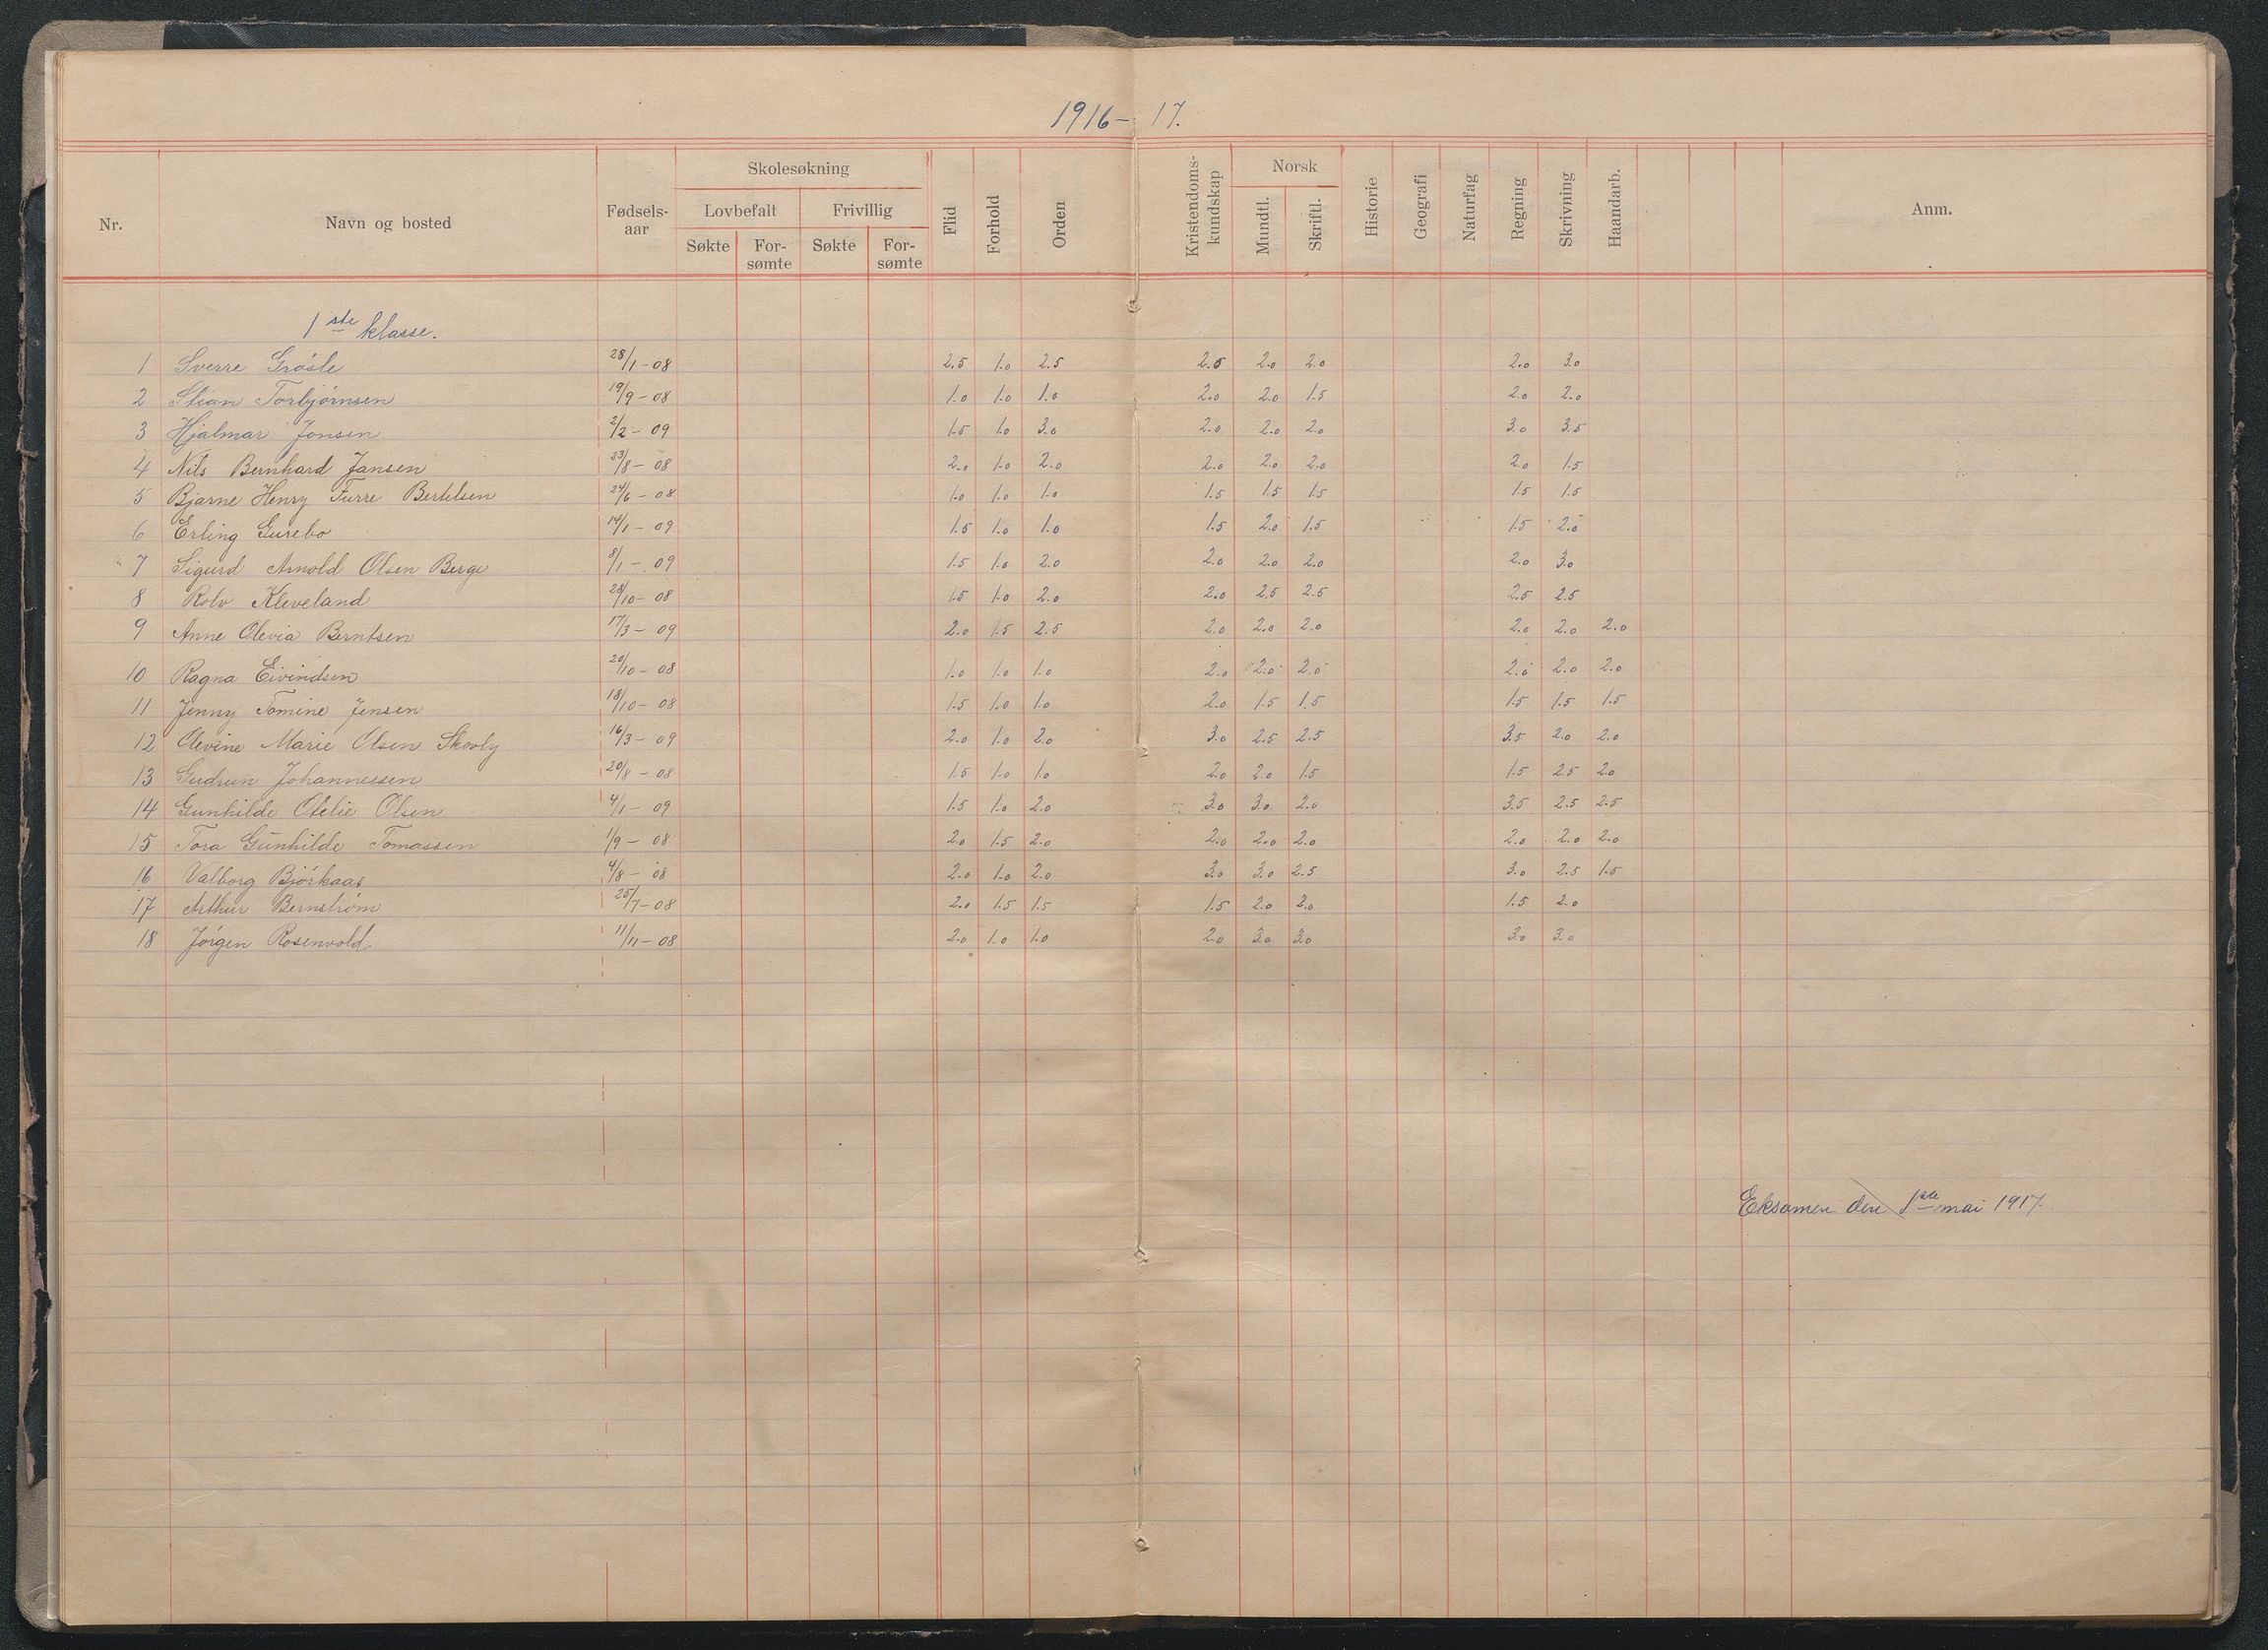 1916 – 17.
Nr. Navn og bosted Fødsels-aar Skolesøkning Lovbefalt Søkte For-sømte Frivillig Søkte For-sømte Flid Forhold Orden Kristendoms-kundskap Norsk Mundtl. Skriftl. Historie Geografi Naturfag Regning Skrivning Haandarb. Anm.
1 ste klasse.
1 Sverre Grøsle 28/1 - 08 2.5 1.0 2.5 2.5 2.0 2.0 2.0 3.0
2 Stian Torbjørnsen 19/9 - 08 1.0 1.0 1.0 2.0 2.0 1.5 2.0 2.0
3 Hjalmar Jonsen 2/2 - 09 1.5 1.0 3.0 2.0 2.0 2.0 3.0 3.5
4 Nils Bernhard Jansen 23/8 - 08 2.0 1.0 2.0 2.0 2.0 2.0 2.0 1.5
5 Bjarne Henry Furre Bertelsen 24/6 - 08 1.0 1.0 1.0 1.5 1.5 1.5 1.5 1.5
6 Erling Gurebo 14/1 - 09 1.5 1.0 1.0 1.5 2.0 1.5 1.5 2.0
7 Sigurd Arnold Olsen Berge 8/1 - 09 1.5 1.0 2.0 2.0 2.0 2.0 2.0 3.0
8 Rolv Kleveland 28/10 - 08 1.5 1.0 2.0 2.0 2.5 2.5 2.5 2.5
9 Anne Olevia Berntsen 17/3 - 09 2.0 1.5 2.5 2.0 2.0 2.0 2.0 2.0 2.0
10 Ragna Eivindsen 20/10 - 08 1.0 1.0 1.0 2.0 2.0 2.0 2.0 2.0 2.0
11 Jenny Tomine Jensen 18/10 - 08 1.5 1.0 1.0 2.0 1.5 1.5 1.5 1.5 1.5
12 Olevine Marie Olsen Skovly 16/3 - 09 2.0 1.0 2.0 3.0 2.5 2.5 3.5 2.0 2.0
13 Gudrun Johannessen 20/8 - 08 1.5 1.0 1.0 2.0 2.0 1.5 1.5 2.5 2.0
14 Gunhilde Otelie Olsen 4/1 - 09 1.5 1.0 2.0 3.0 3.0 2.0 3.5 2.5 2.5
15 Tora Gunhilde Tomassen 1/9 - 08 2.0 1.5 2.0 2.0 2.0 2.0 2.0 2.0 2.0
16 Valborg Bjørkaas 4/8 - 08 2.0 1.0 2.0 3.0 3.0 2.5 3.0 2.5 1.5
17 Arthur Bernstrøm 25/7 - 08 2.0 1.5 1.5 1.5 2.0 2.0 1.5 2.0
18 Jørgen Rosenvold 11/11 - 08 2.0 1.0 1.0 2.0 3.0 3.0 3.0 3.0
Eksamen den 1ste mai 1917.